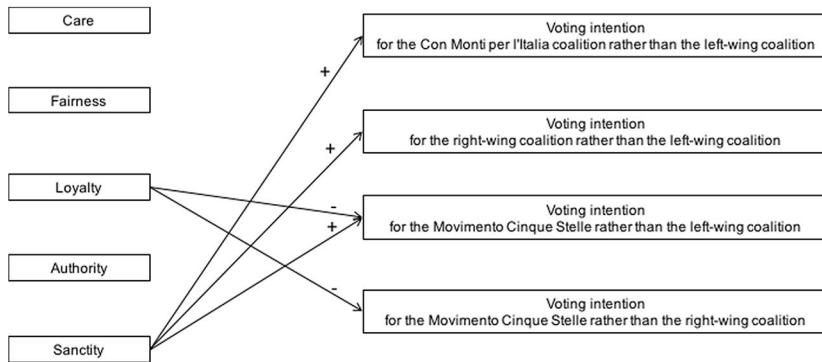 Care
Fairness
Loyalty
Authority
Sanctity
+
+
-
+
-
Voting intention
for the Con Monti per l'Italia coalition rather than the left-wing coalition
Voting intention
for the right-wing coalition rather than the left-wing coalition
Voting intention
for the Movimento Cinque Stelle rather than the left-wing coalition
Voting intention
for the Movimento Cinque Stelle rather than the right-wing coalition